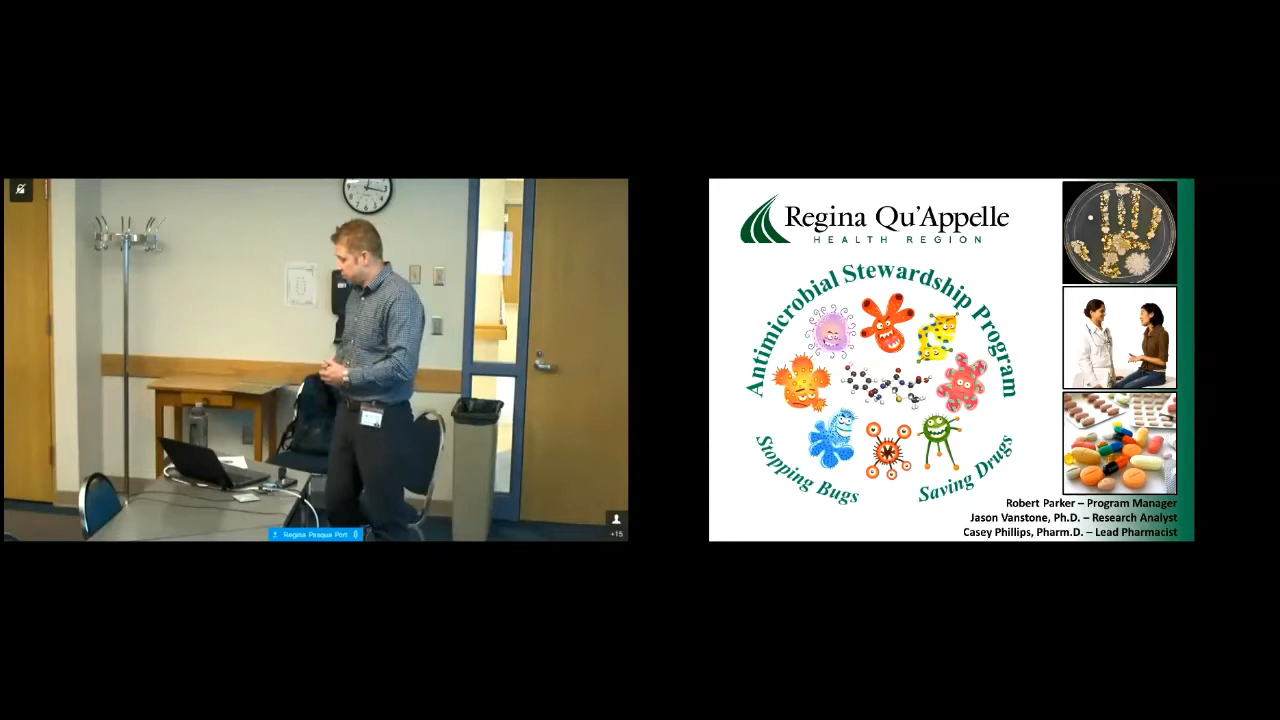 Regina Pasqua Port
+15
Regina Qu'Appelle
HEALTH REGION
Antimicrobial Stewardship Program
Stopping Bugs
Saving Drugs
Robert Parker – Program Manager
Jason Vanstone, Ph.D. – Research Analyst
Casey Phillips, Pharm.D. – Lead Pharmacist